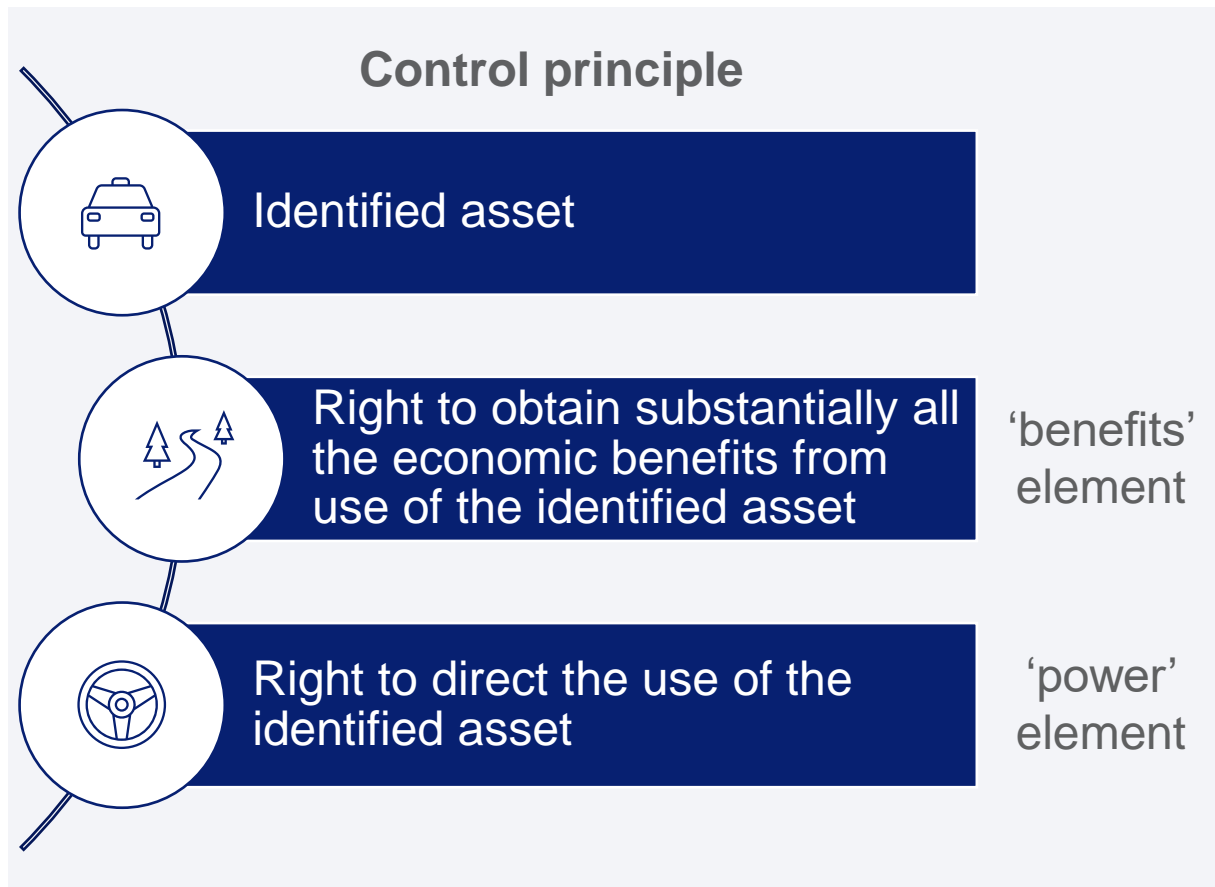 Control principle
Identified asset
Right to obtain substantially all
the economic benefits from
use of the identified asset
‘benefits’
element
Right to direct the use of the
identified asset
‘power’
element